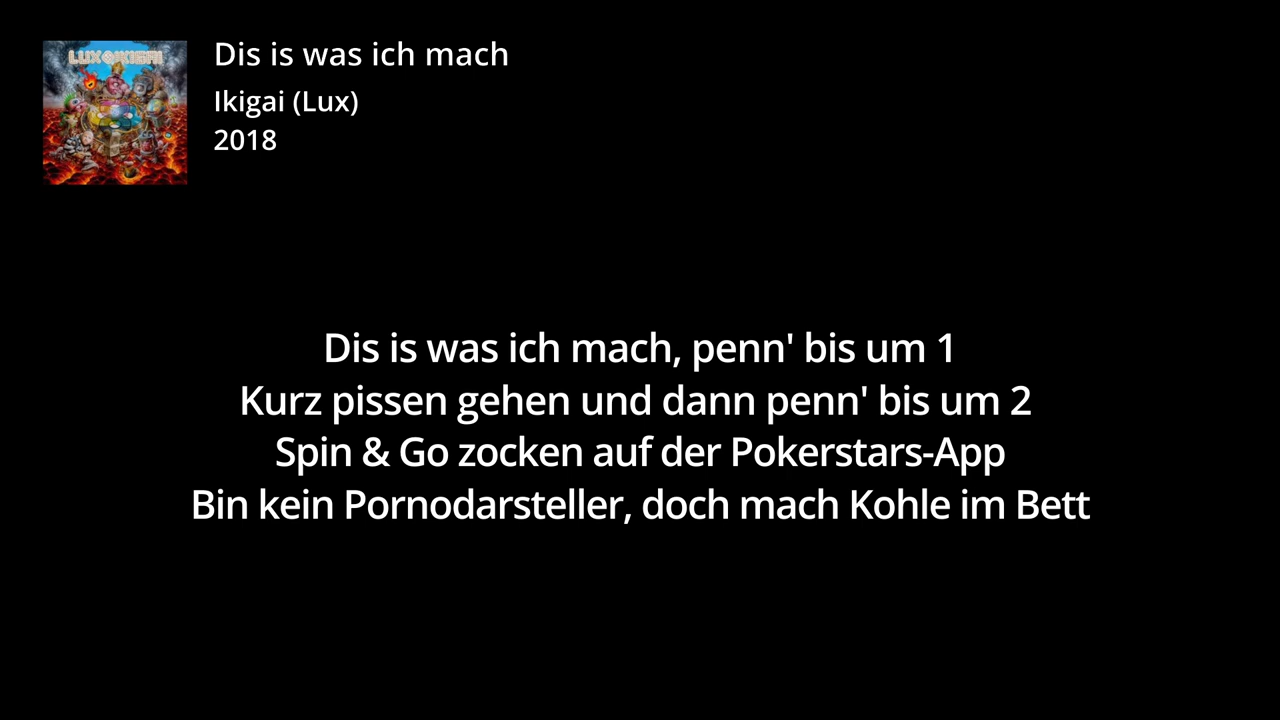 LUX & IKIGAI
Dis is was ich mach
Ikigai (Lux)
2018
Dis is was ich mach, penn' bis um 1
Kurz pissen gehen und dann penn' bis um 2
Spin & Go zocken auf der Pokerstars-App
Bin kein Pornodarsteller, doch mach Kohle im Bett